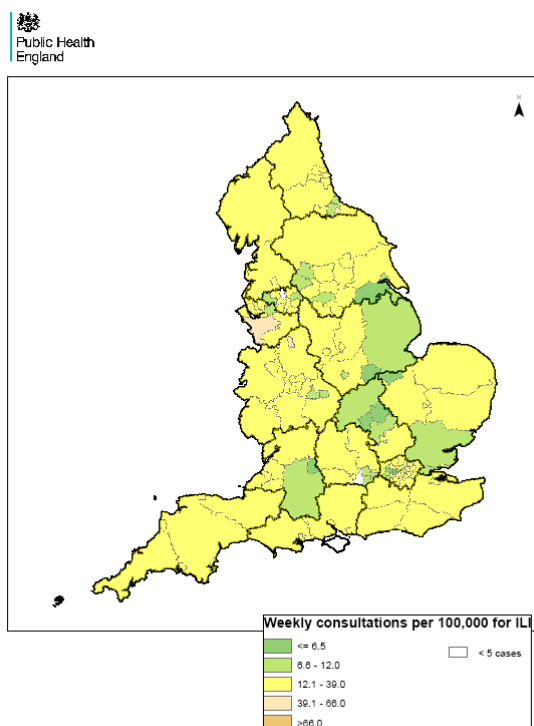 Public Health
England
N
Weekly consultations per 100,000 for ILI
<= 6.5
< 5 cases
6.6 - 12.0
12.1 - 39.0
39.1 - 66.0
>66.0